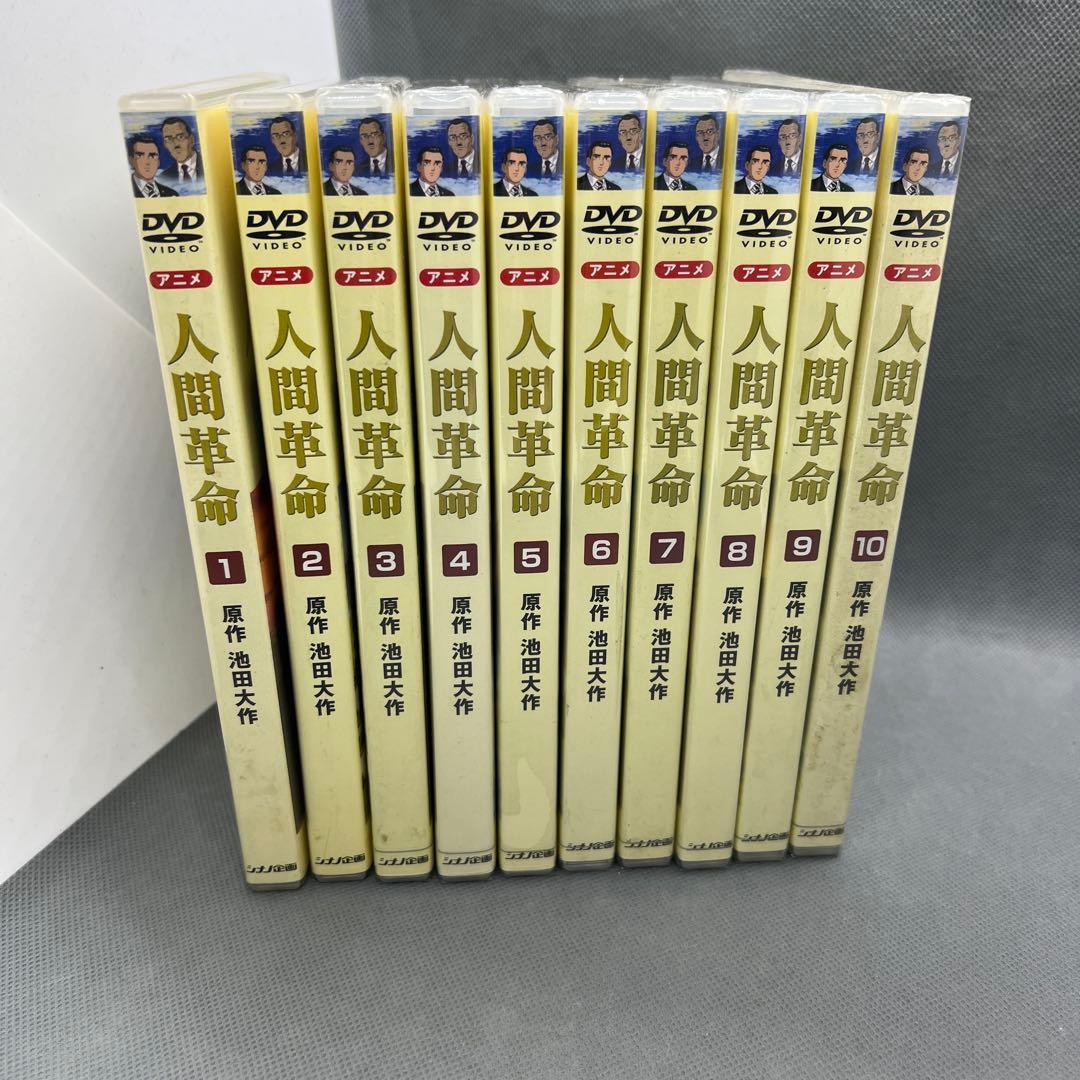 DVD
VIDEO™
アニメ
人間革命
1
原作 池田大作
シナノ企画
DVD
VIDEO™
アニメ
人間革命
2
原作 池田大作
シナノ企画
DVD
VIDEO™
アニメ
人間革命
3
原作 池田大作
シナノ企画
DVD
VIDEO™
アニメ
人間革命
4
原作 池田大作
シナノ企画
DVD
VIDEO™
アニメ
人間革命
5
原作 池田大作
シナノ企画
DVD
VIDEO™
アニメ
人間革命
6
原作 池田大作
シナノ企画
DVD
VIDEO™
アニメ
人間革命
7
原作 池田大作
シナノ企画
DVD
VIDEO™
アニメ
人間革命
8
原作 池田大作
シナノ企画
DVD
VIDEO™
アニメ
人間革命
9
原作 池田大作
シナノ企画
DVD
VIDEO™
アニメ
人間革命
10
原作 池田大作
シナノ企画